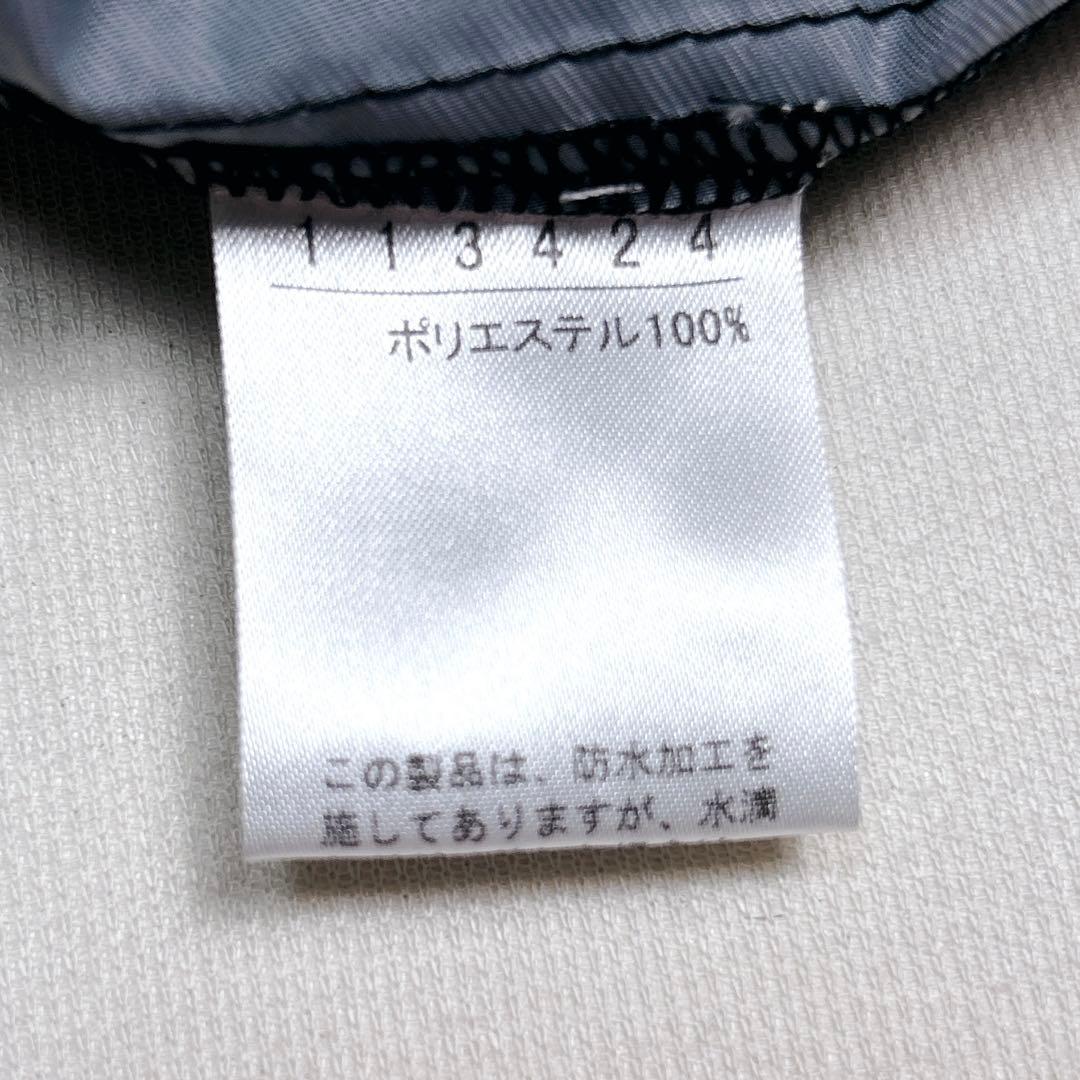 1 1 3 4 2 4
ポリエステル100%
この製品は、防水加工を
施してありますが、水滴